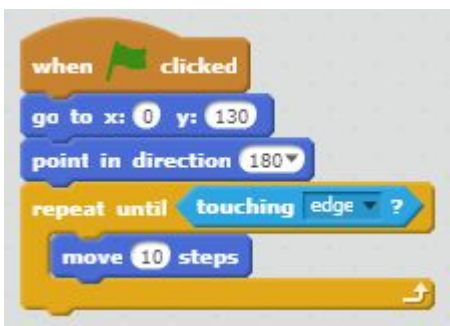 when clicked
go to x: 0 y: 130
point in direction 180
repeat until touching edge ?
move 10 steps